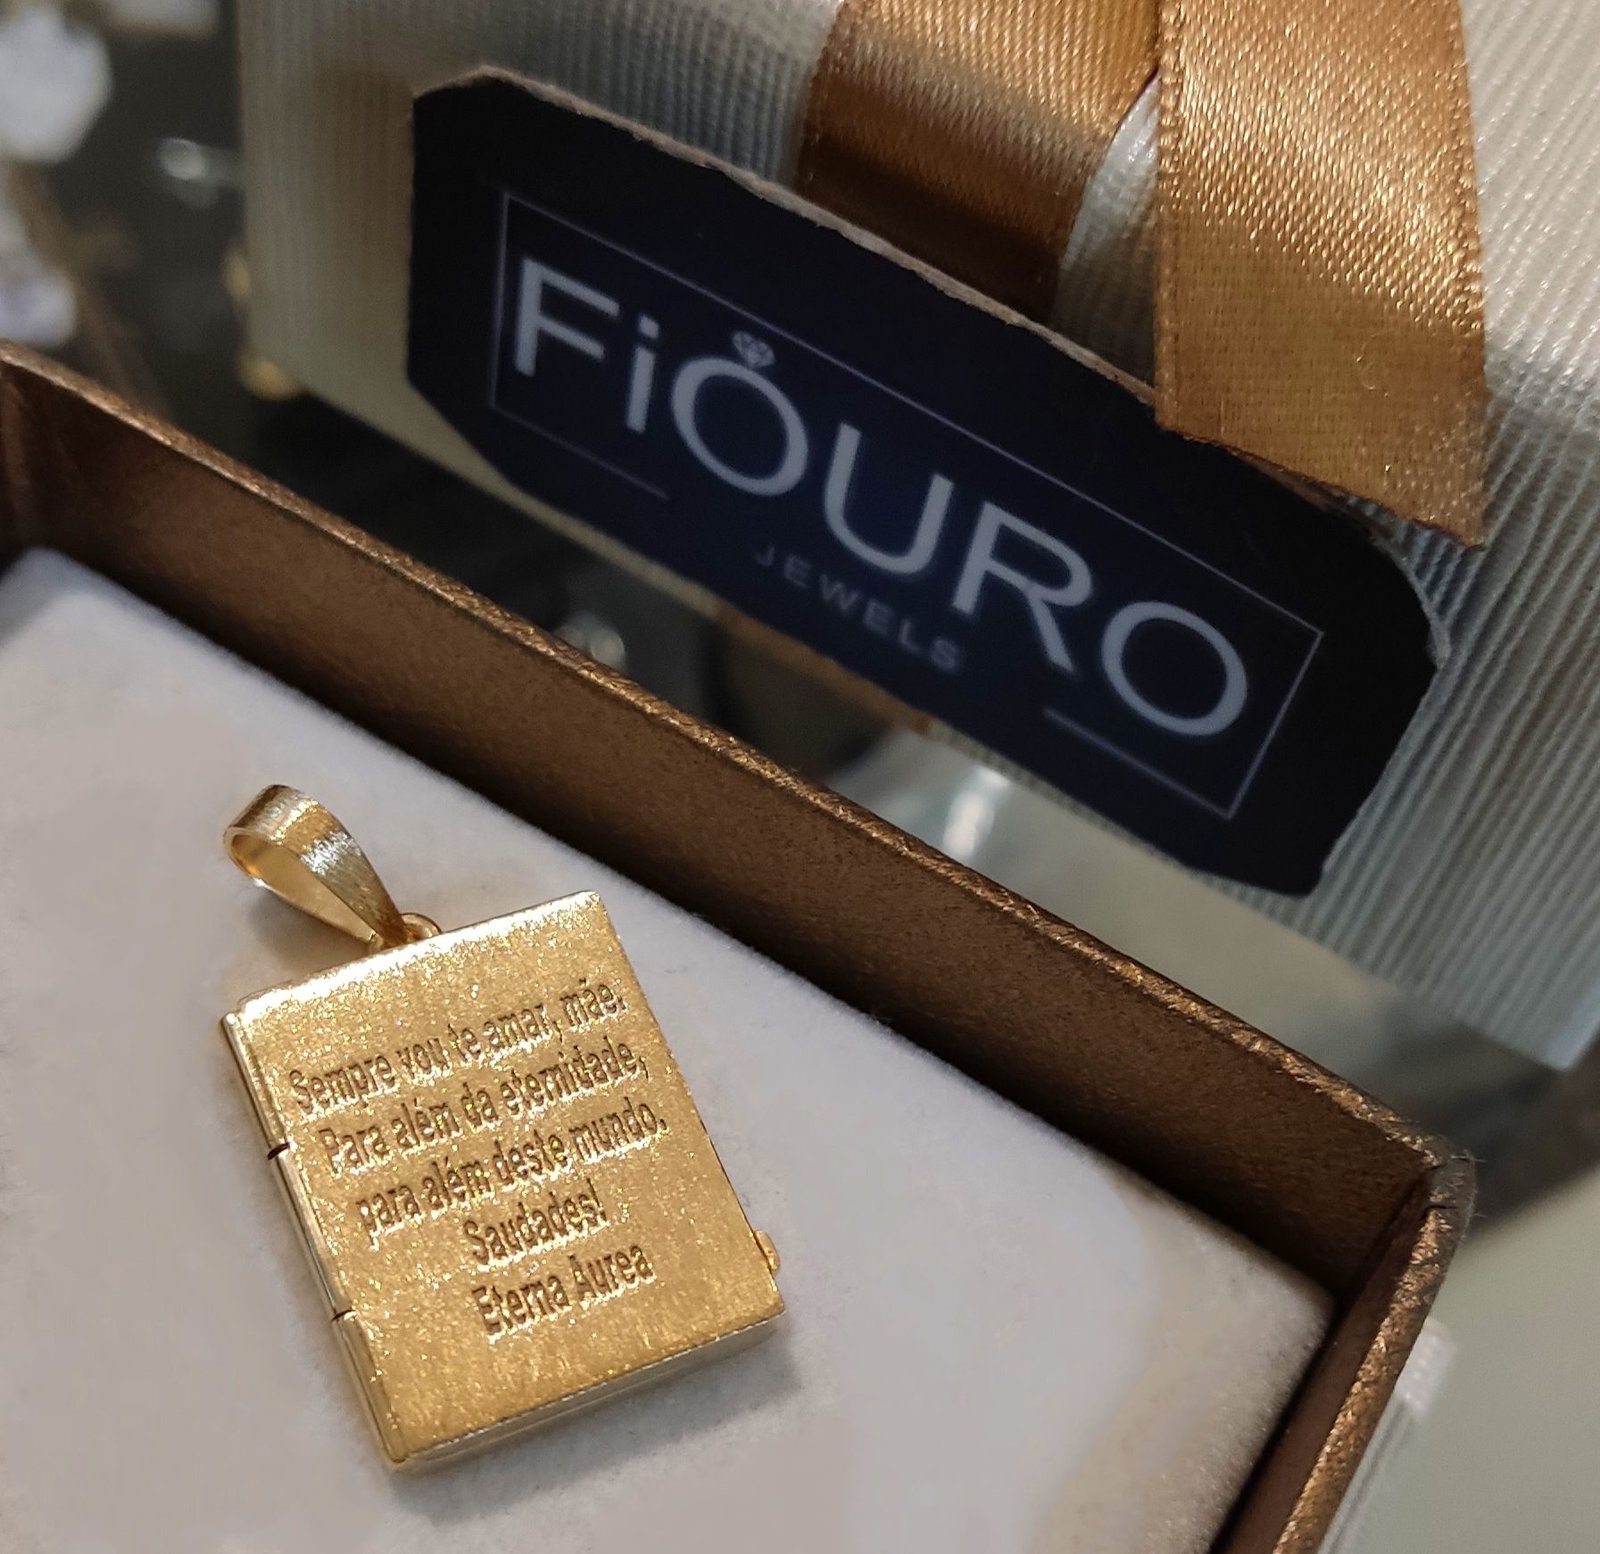 FiOURO
JEWELS
Sempre vou te amar, mãe.
Para além da eternidade,
para além deste mundo.
Saudades!
Eterna Áurea